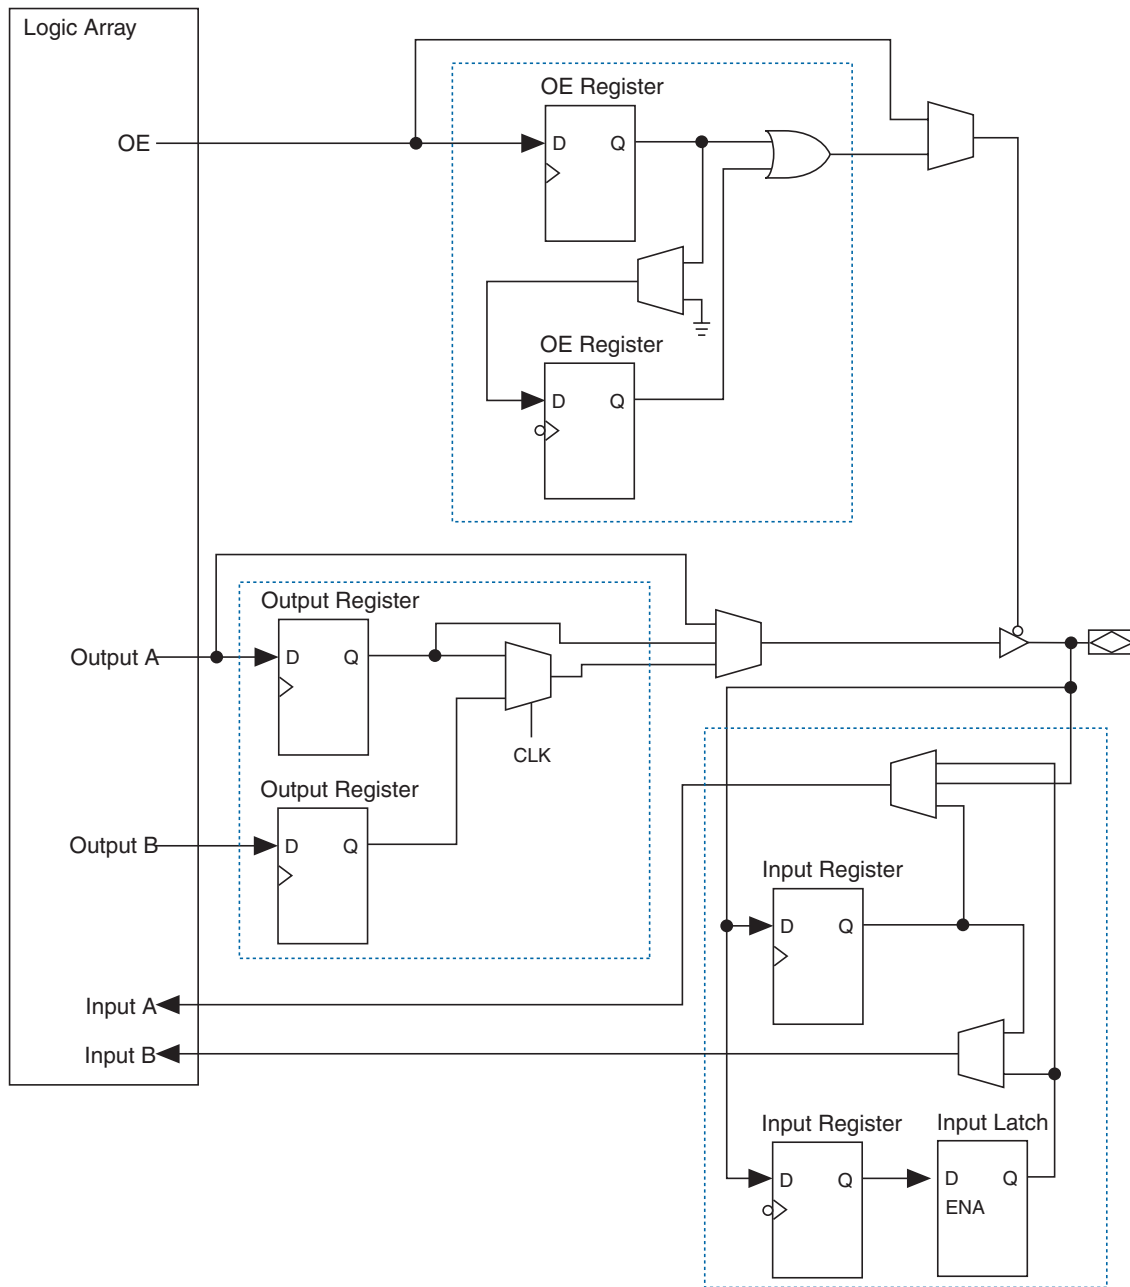 Logic Array
OE Register
OE
D Q
OE Register
D Q
Output Register
Output A
D Q
CLK
Output Register
Output B
D Q
Input Register
D Q
Input A
Input B
Input Register
Input Latch
D Q
D Q
ENA